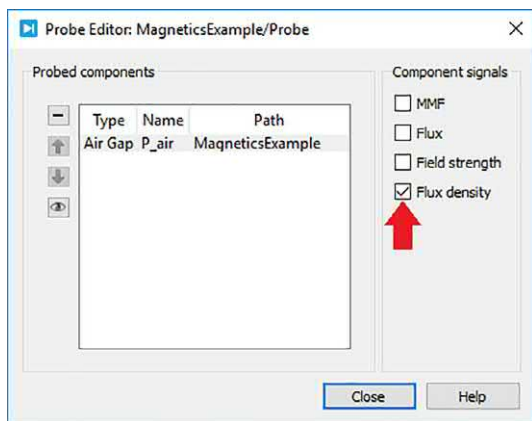 Probe Editor: MagneticsExample/Probe
Probed components
Type Name Path
Air Gap P_air MagneticsExample
Component signals
MMF
Flux
Field strength
Flux density
Close Help